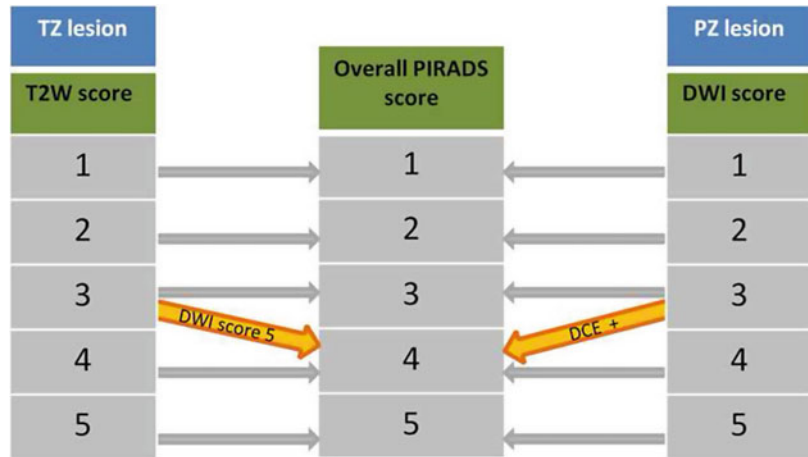 TZ lesion
T2W score
1
2
3
4
5
DWI score 5
Overall PIRADS
score
1
2
3
4
5
DCE +
PZ lesion
DWI score
1
2
3
4
5